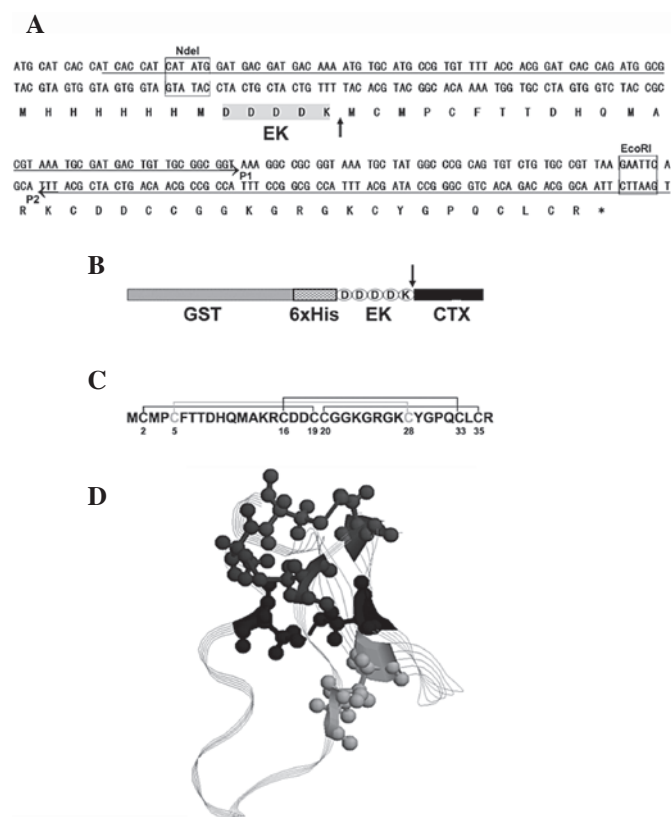 A
NdeI
ATG CAT CAC CA TCAC CAT CAT ATG GAT GAC GAT GAC AAA ATG TGC ATG CCG TGT TTT ACC ACG GAT CAC CAG ATG GCG
TAC GTA GTG GTA GTG GTA GTA TAC CTA CTG CTA CTG TTT TAC ACG TAC GGC ACA AAA TGG TGC CTA GTG GTC TAC CGC
M H H H H H M D D D D K M C M P C F T T D H Q M A
EK
EcoRI
CGT AAA TGC GAT GAC TGT TGC GGC GGT AAA GGC CGC GGT AAA TGC TAT GGC CCG CAG TGT CTG TGC CGT TAA GAATTC A
P1
GCA TTT ACG CTA CTG ACA ACG CCG CCA TTT CCG GCG CCA TTT ACG ATA CCG GGC GTC ACA GAC ACG GCA ATT CTTAAG T
P2
R K C D D C C G G K G R G K C Y G P Q C L C R *
B
D D D D K
GST 6xHis EK CTX
C
MCMPCFTTDHQMAKRCDDCCGGKGRGKCYGPQCLCR
2 5 16 19 20 28 33 35
D